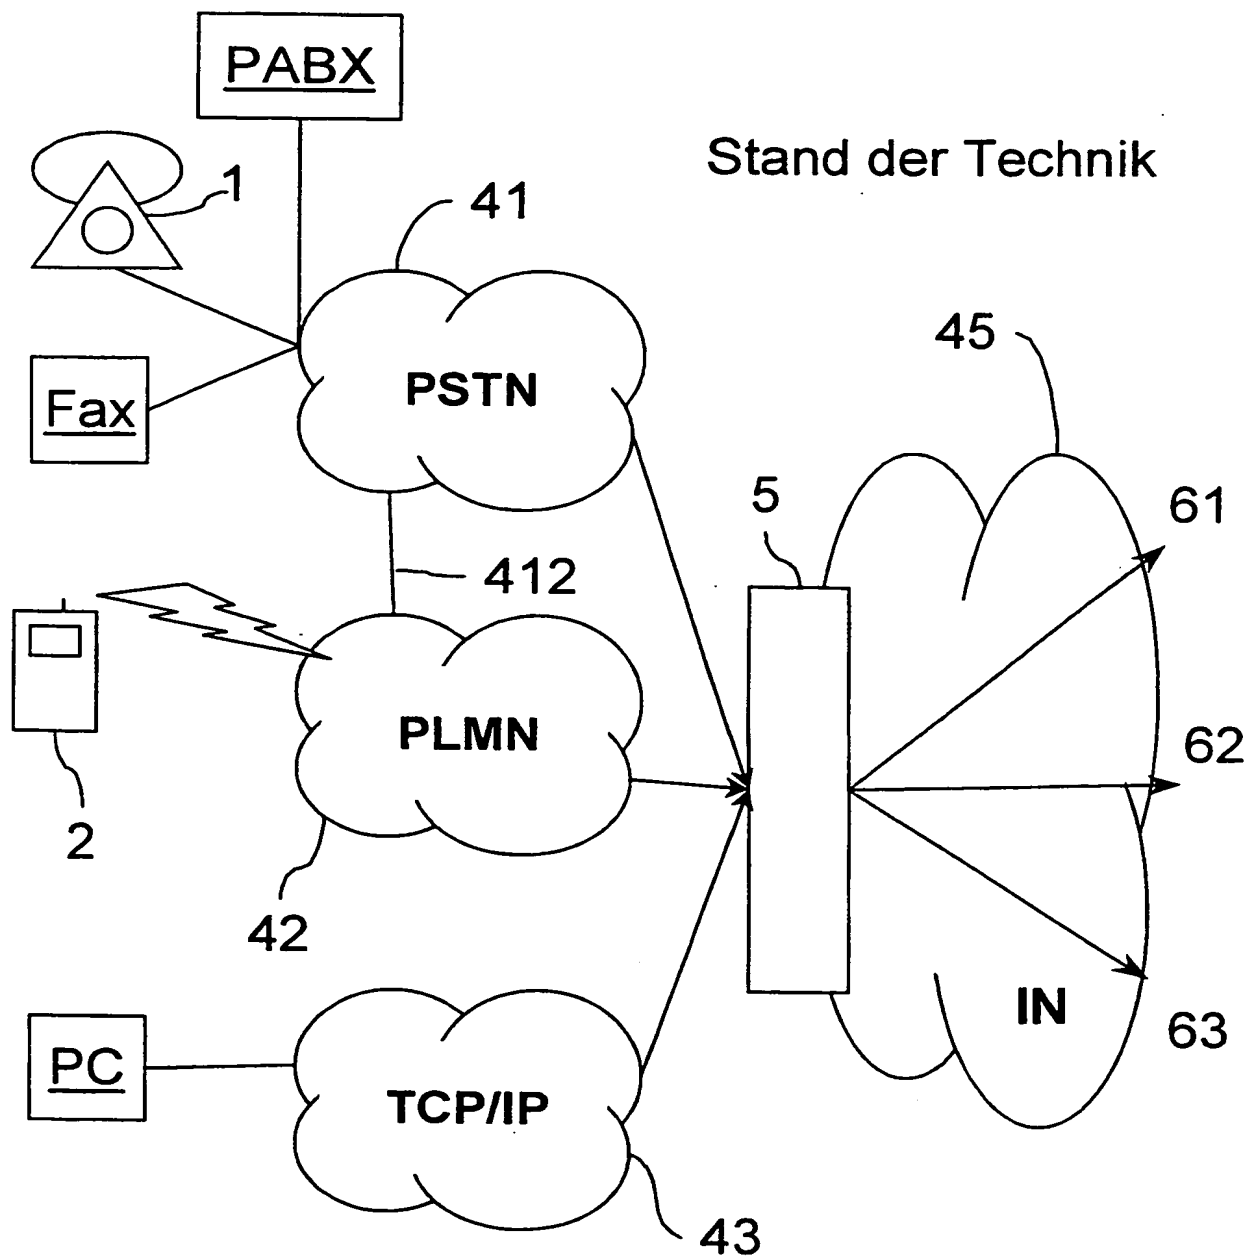 PABX
Stand der Technik
1
41
45
PSTN
Fax
5
61
412
PLMN
62
2
42
IN
63
PC
TCP/IP
43